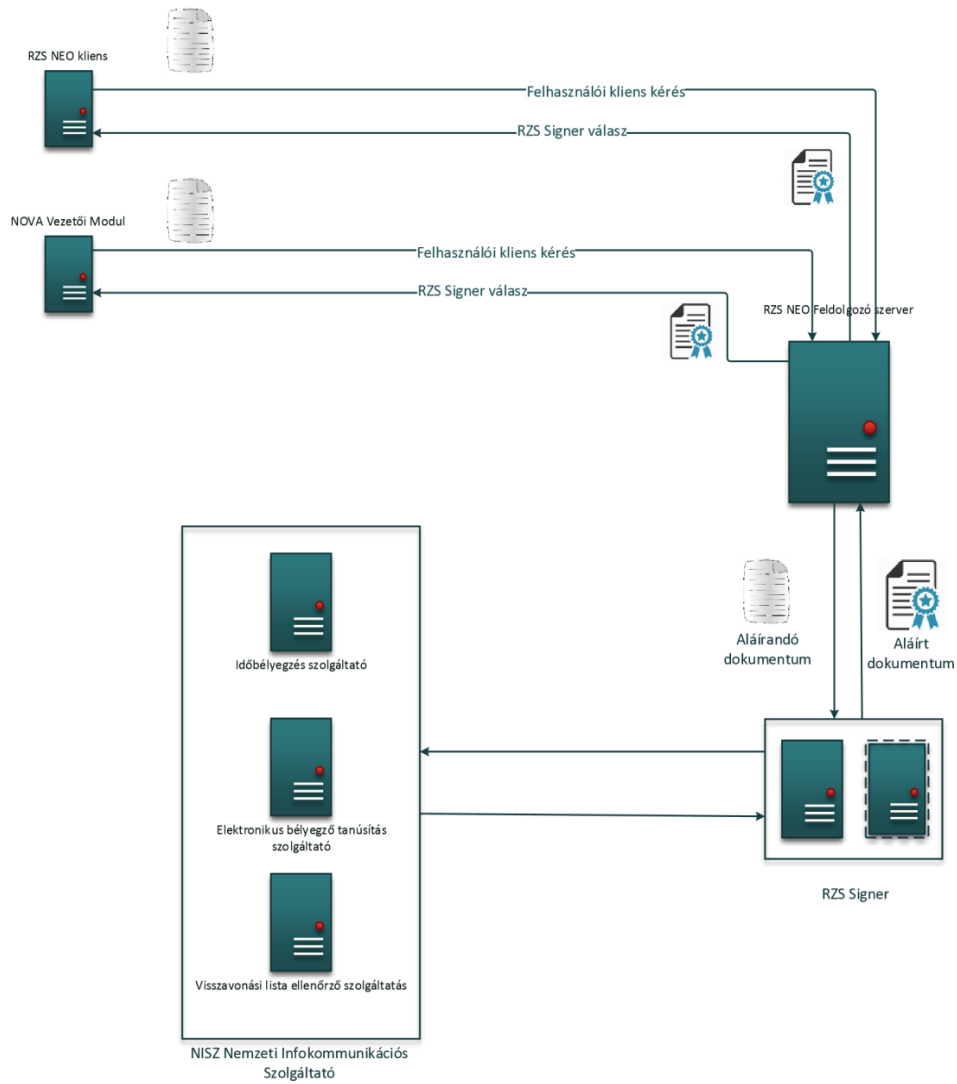 RZS NEO kliens
Felhasználói kliens kérés
RZS Signer válasz
NOVA Vezetői Modul
Felhasználói kliens kérés
RZS Signer válasz
RZS NEO Feldolgozó szerver
Időbélyegzés szolgáltató
Aláírandó
dokumentum
Aláírt
dokumentum
Elektronikus bélyegző tanúsítás
szolgáltató
RZS Signer
Visszavonási lista ellenőrző szolgáltatás
NISZ Nemzeti Infokommunikációs
Szolgáltató